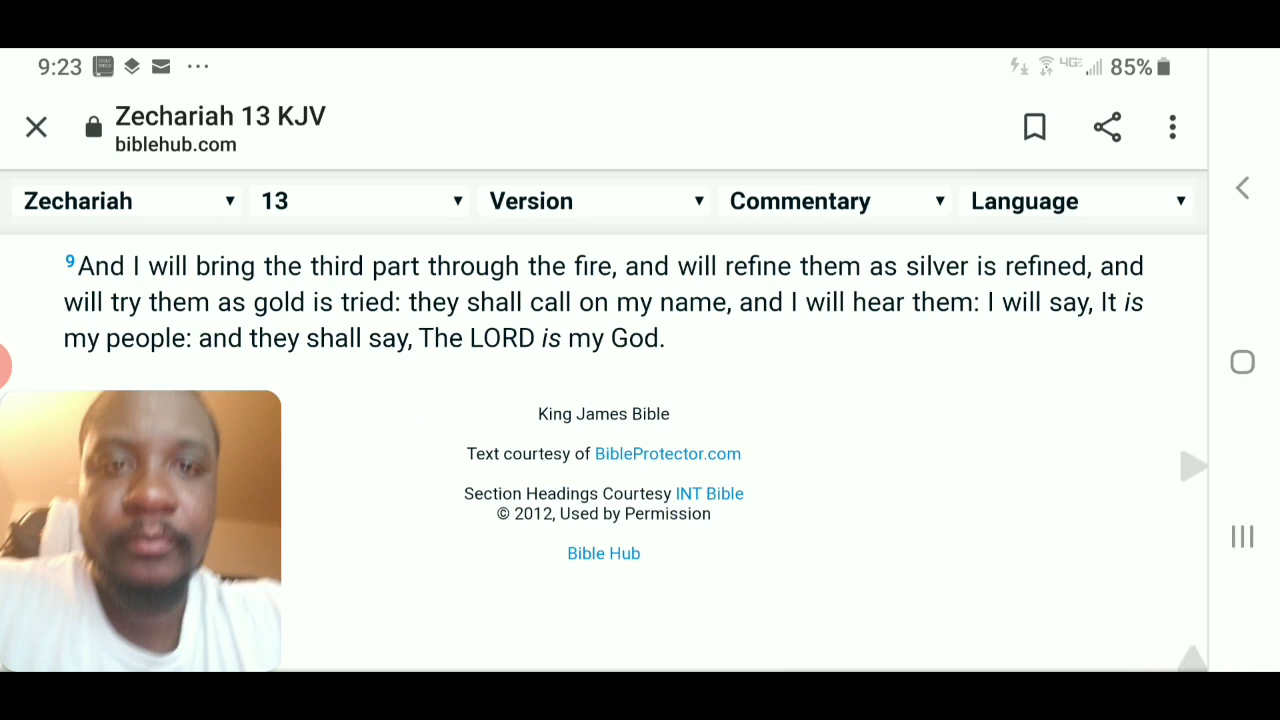 9:23 ... 85%
Zechariah 13 KJV
biblehub.com
Zechariah 13 Version Commentary Language
9And I will bring the third part through the fire, and will refine them as silver is refined, and
will try them as gold is tried: they shall call on my name, and I will hear them: I will say, It is
my people: and they shall say, The LORD is my God.
King James Bible
Text courtesy of BibleProtector.com
Section Headings Courtesy INT Bible
© 2012, Used by Permission
Bible Hub